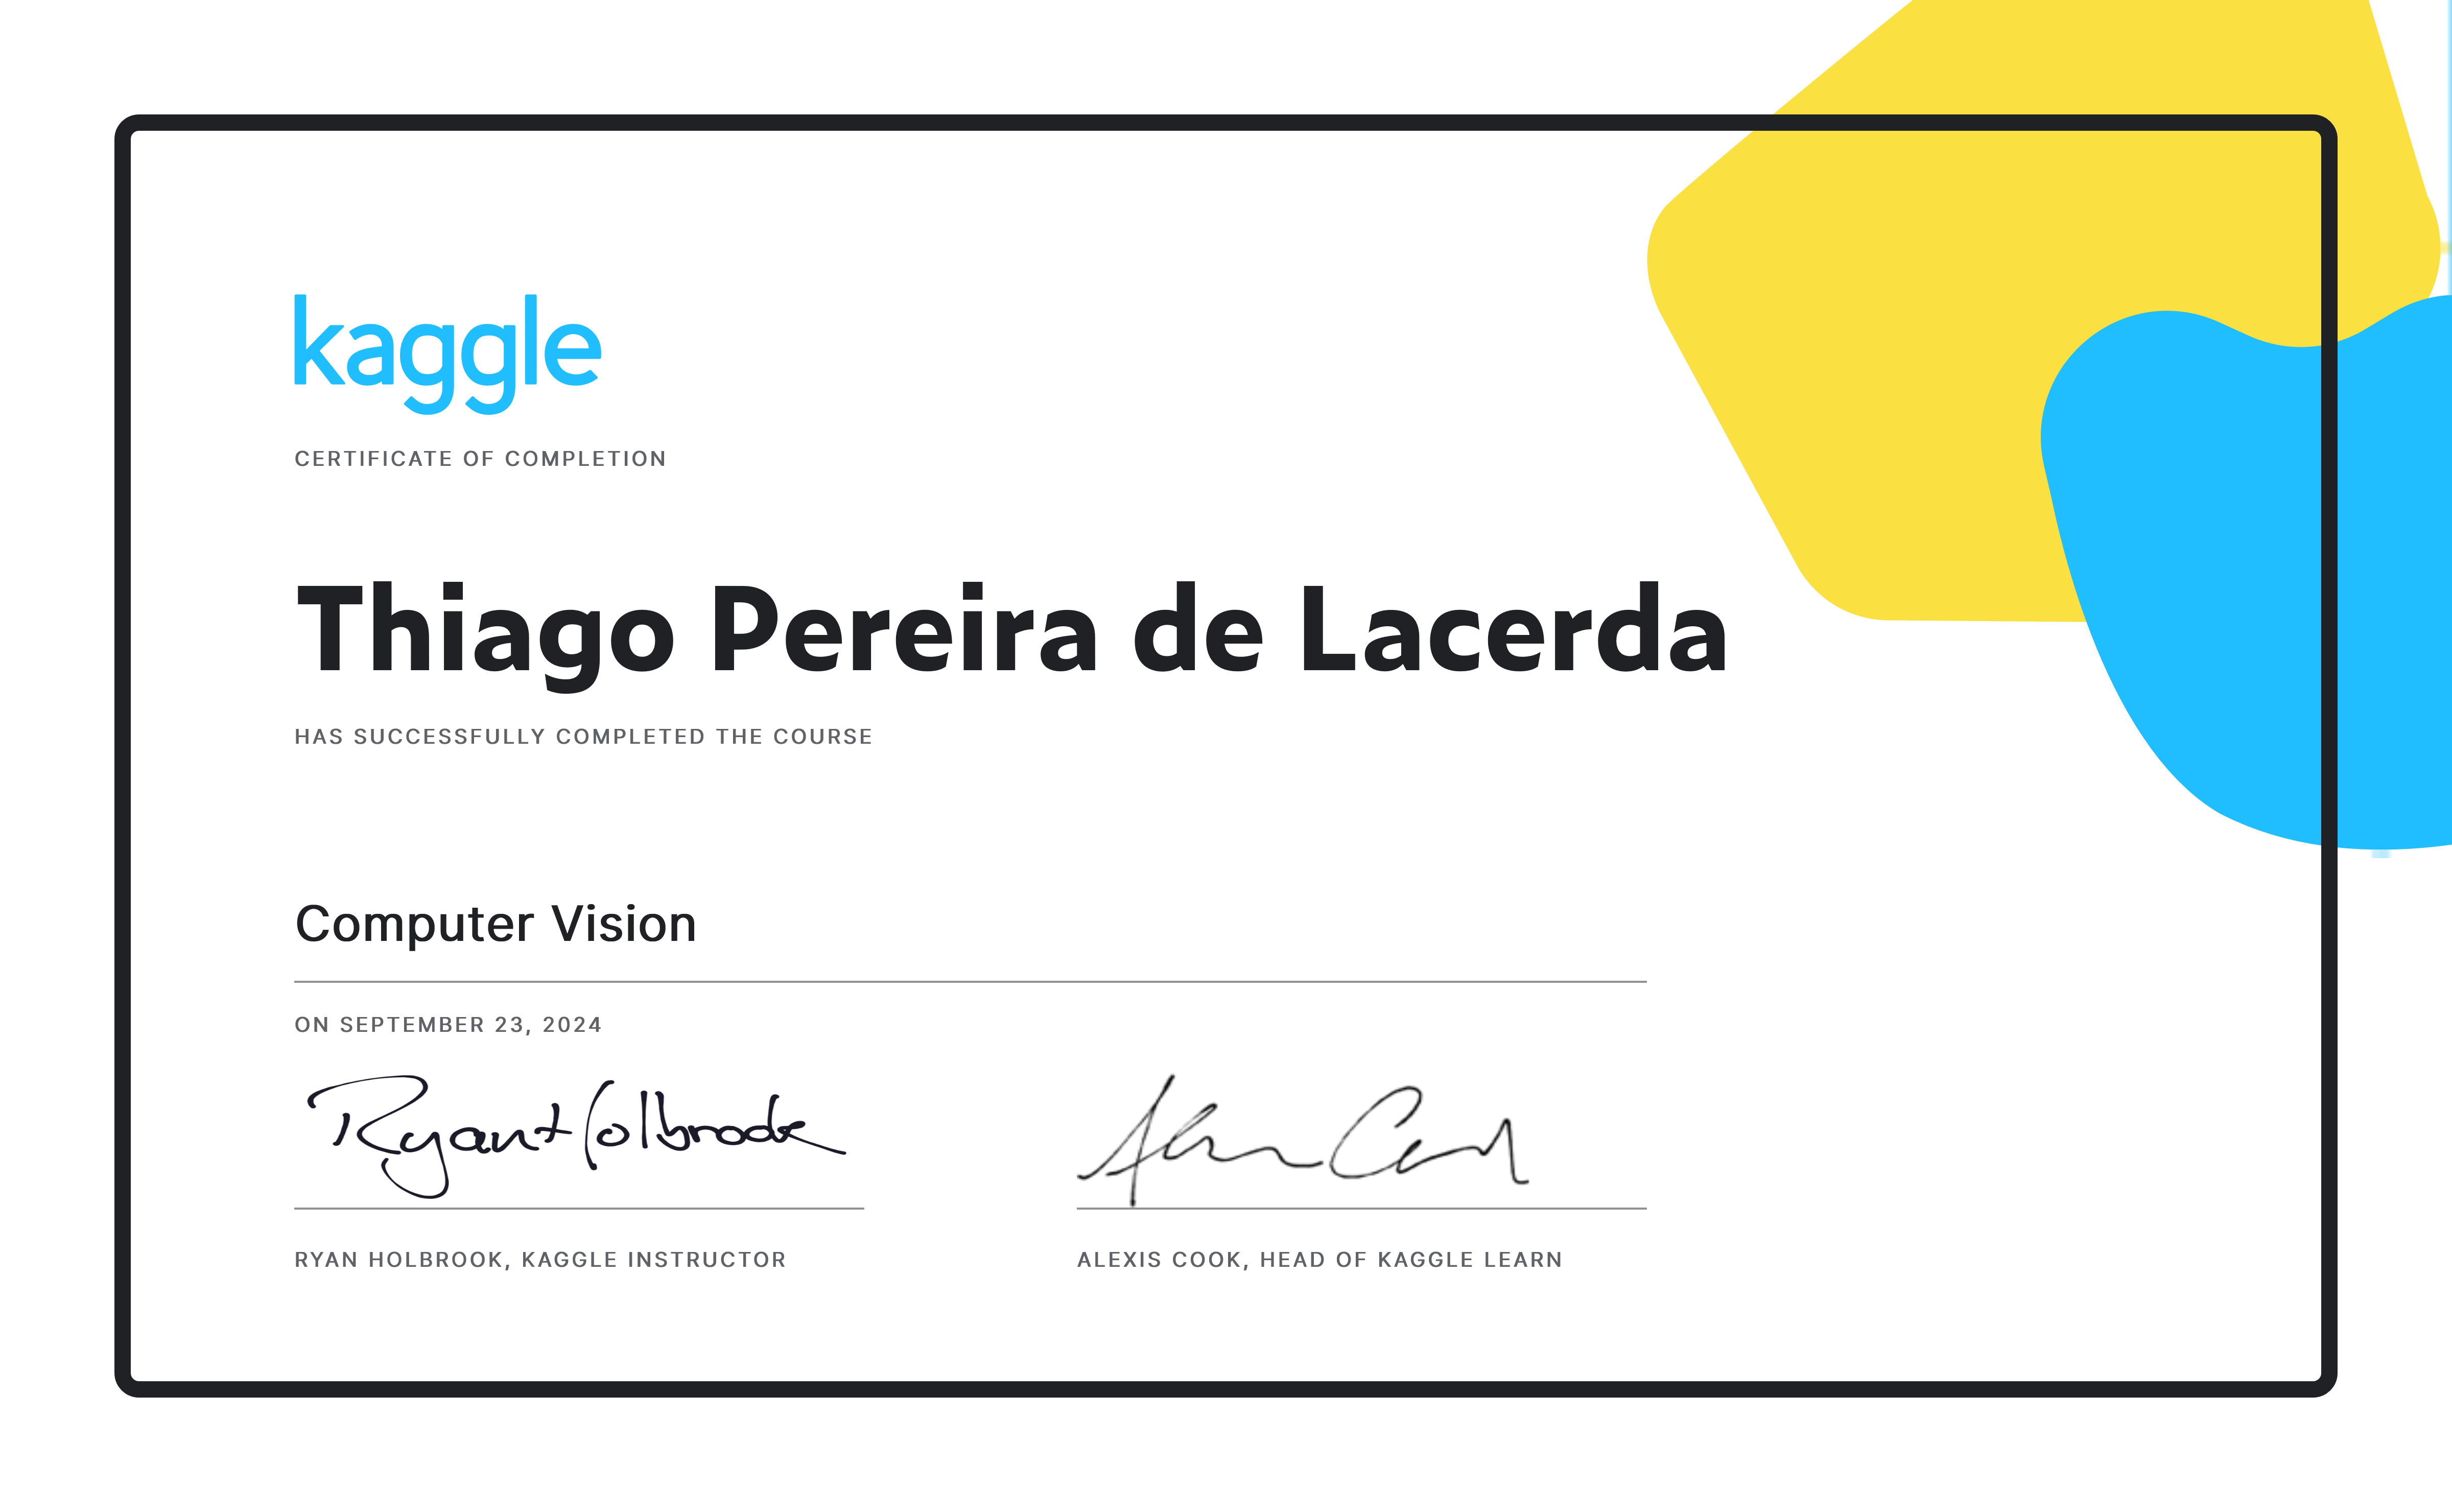 kaggle
CERTIFICATE OF COMPLETION
Thiago Pereira de Lacerda
HAS SUCCESSFULLY COMPLETED THE COURSE
Computer Vision
ON SEPTEMBER 23, 2024
Ryan Holbrook
Alexis Cook
RYAN HOLBROOK, KAGGLE INSTRUCTOR
ALEXIS COOK, HEAD OF KAGGLE LEARN